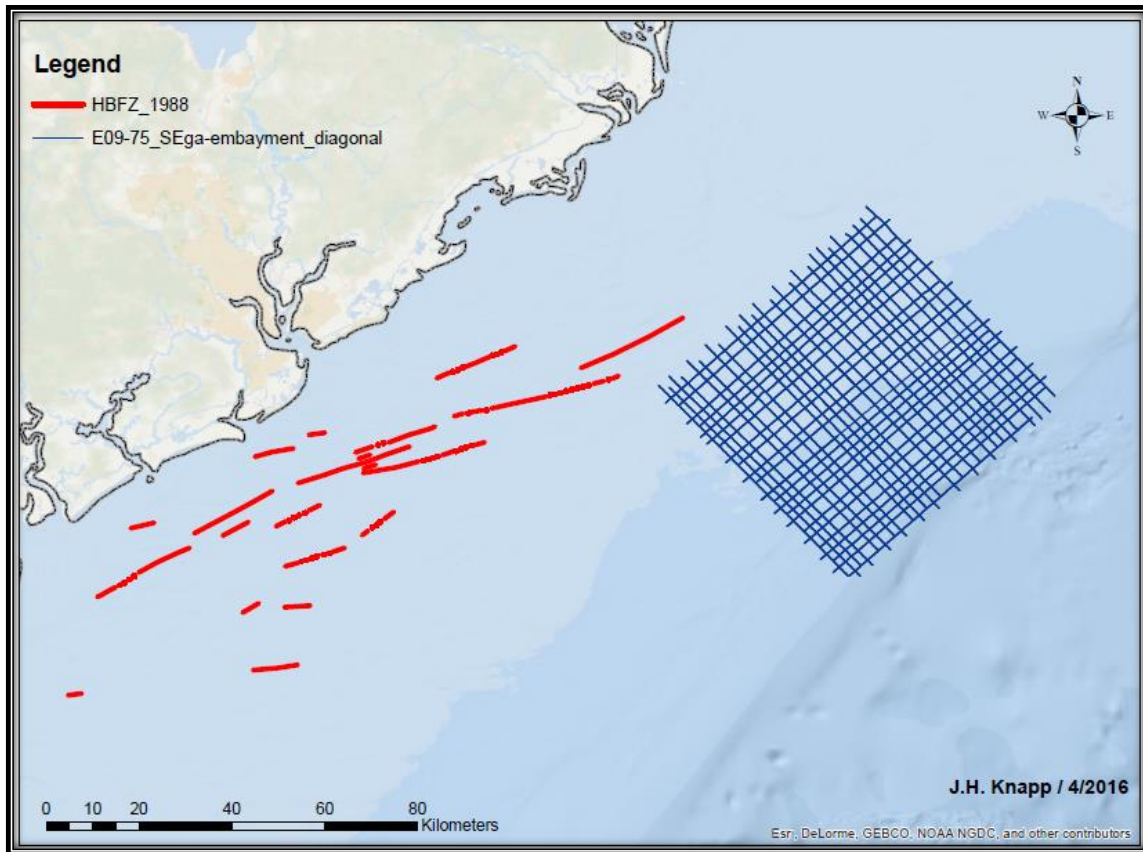 Legend
HBFZ_1988
E09-75_SEga-embayment_diagonal
N
W E
S
0 10 20 40 60 80
Kilometers
J.H. Knapp / 4/2016
Esri, DeLorme, GEBCO, NOAA NGDC, and other contributors